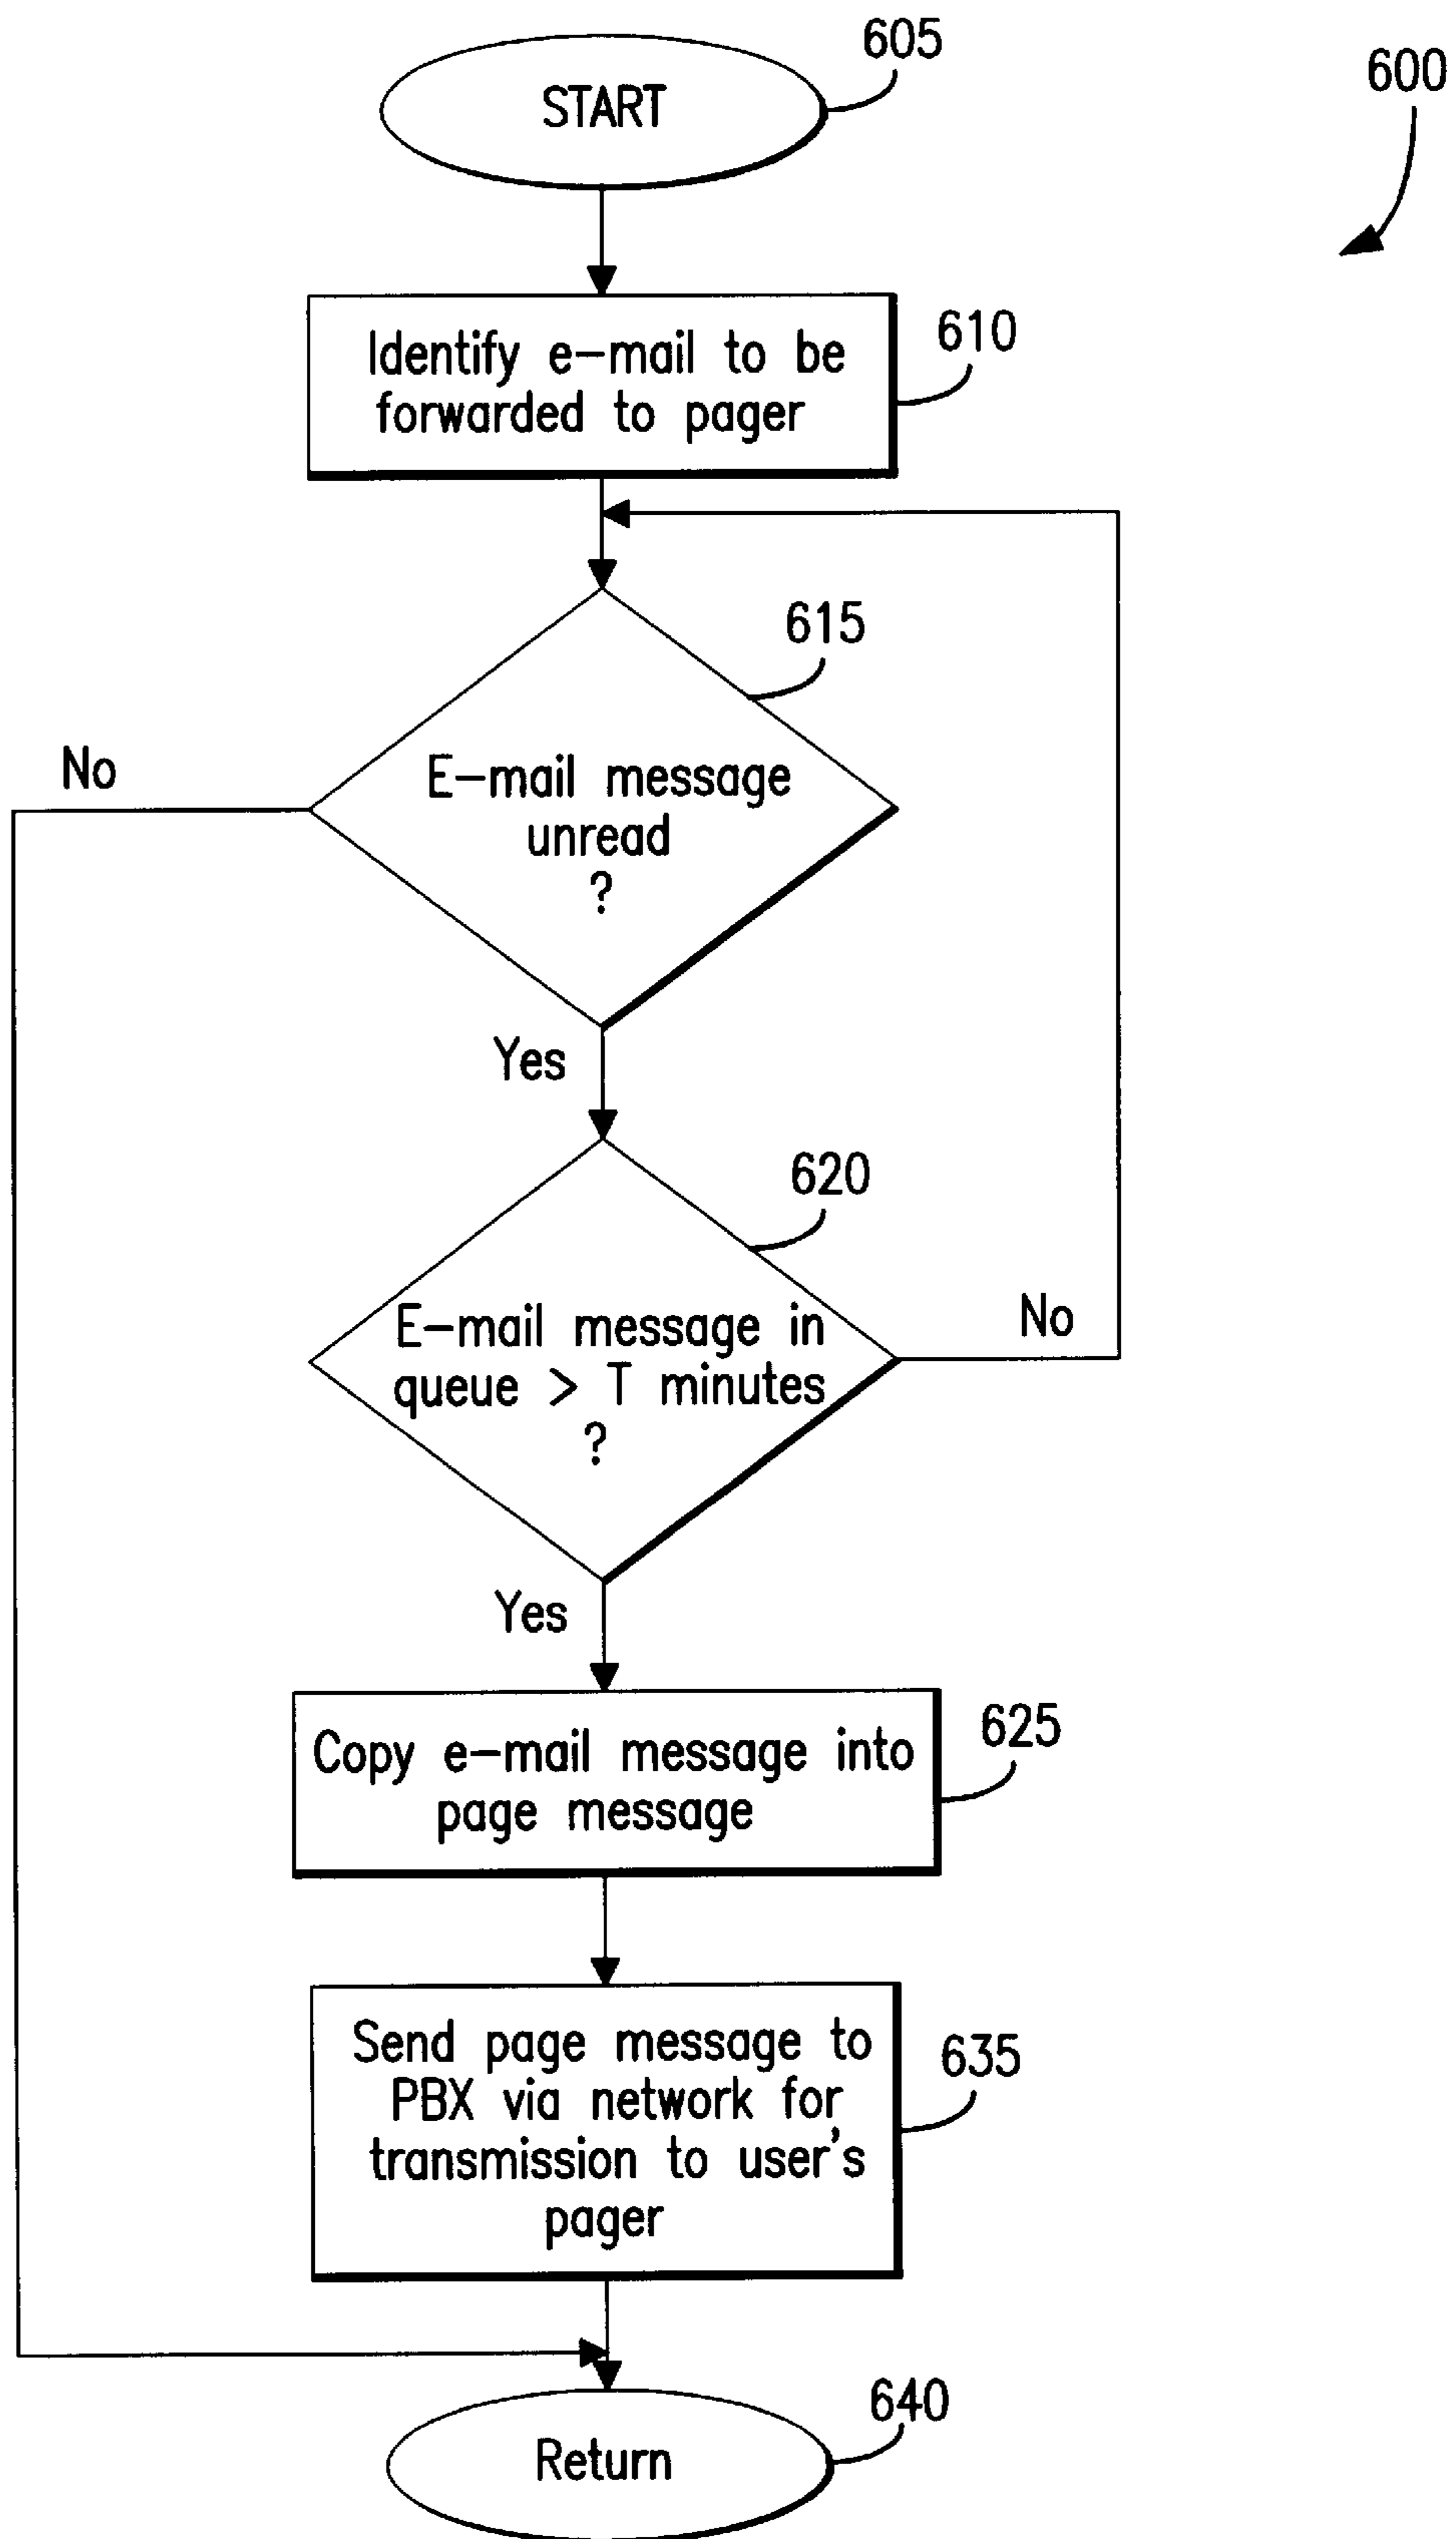 605
600
START
610
Identify e-mail to be
forwarded to pager
615
No
E-mail message
unread
?
Yes
620
E-mail message in
queue > T minutes
?
No
Yes
625
Copy e-mail message into
page message
635
Send page message to
PBX via network for
transmission to user's
pager
640
Return